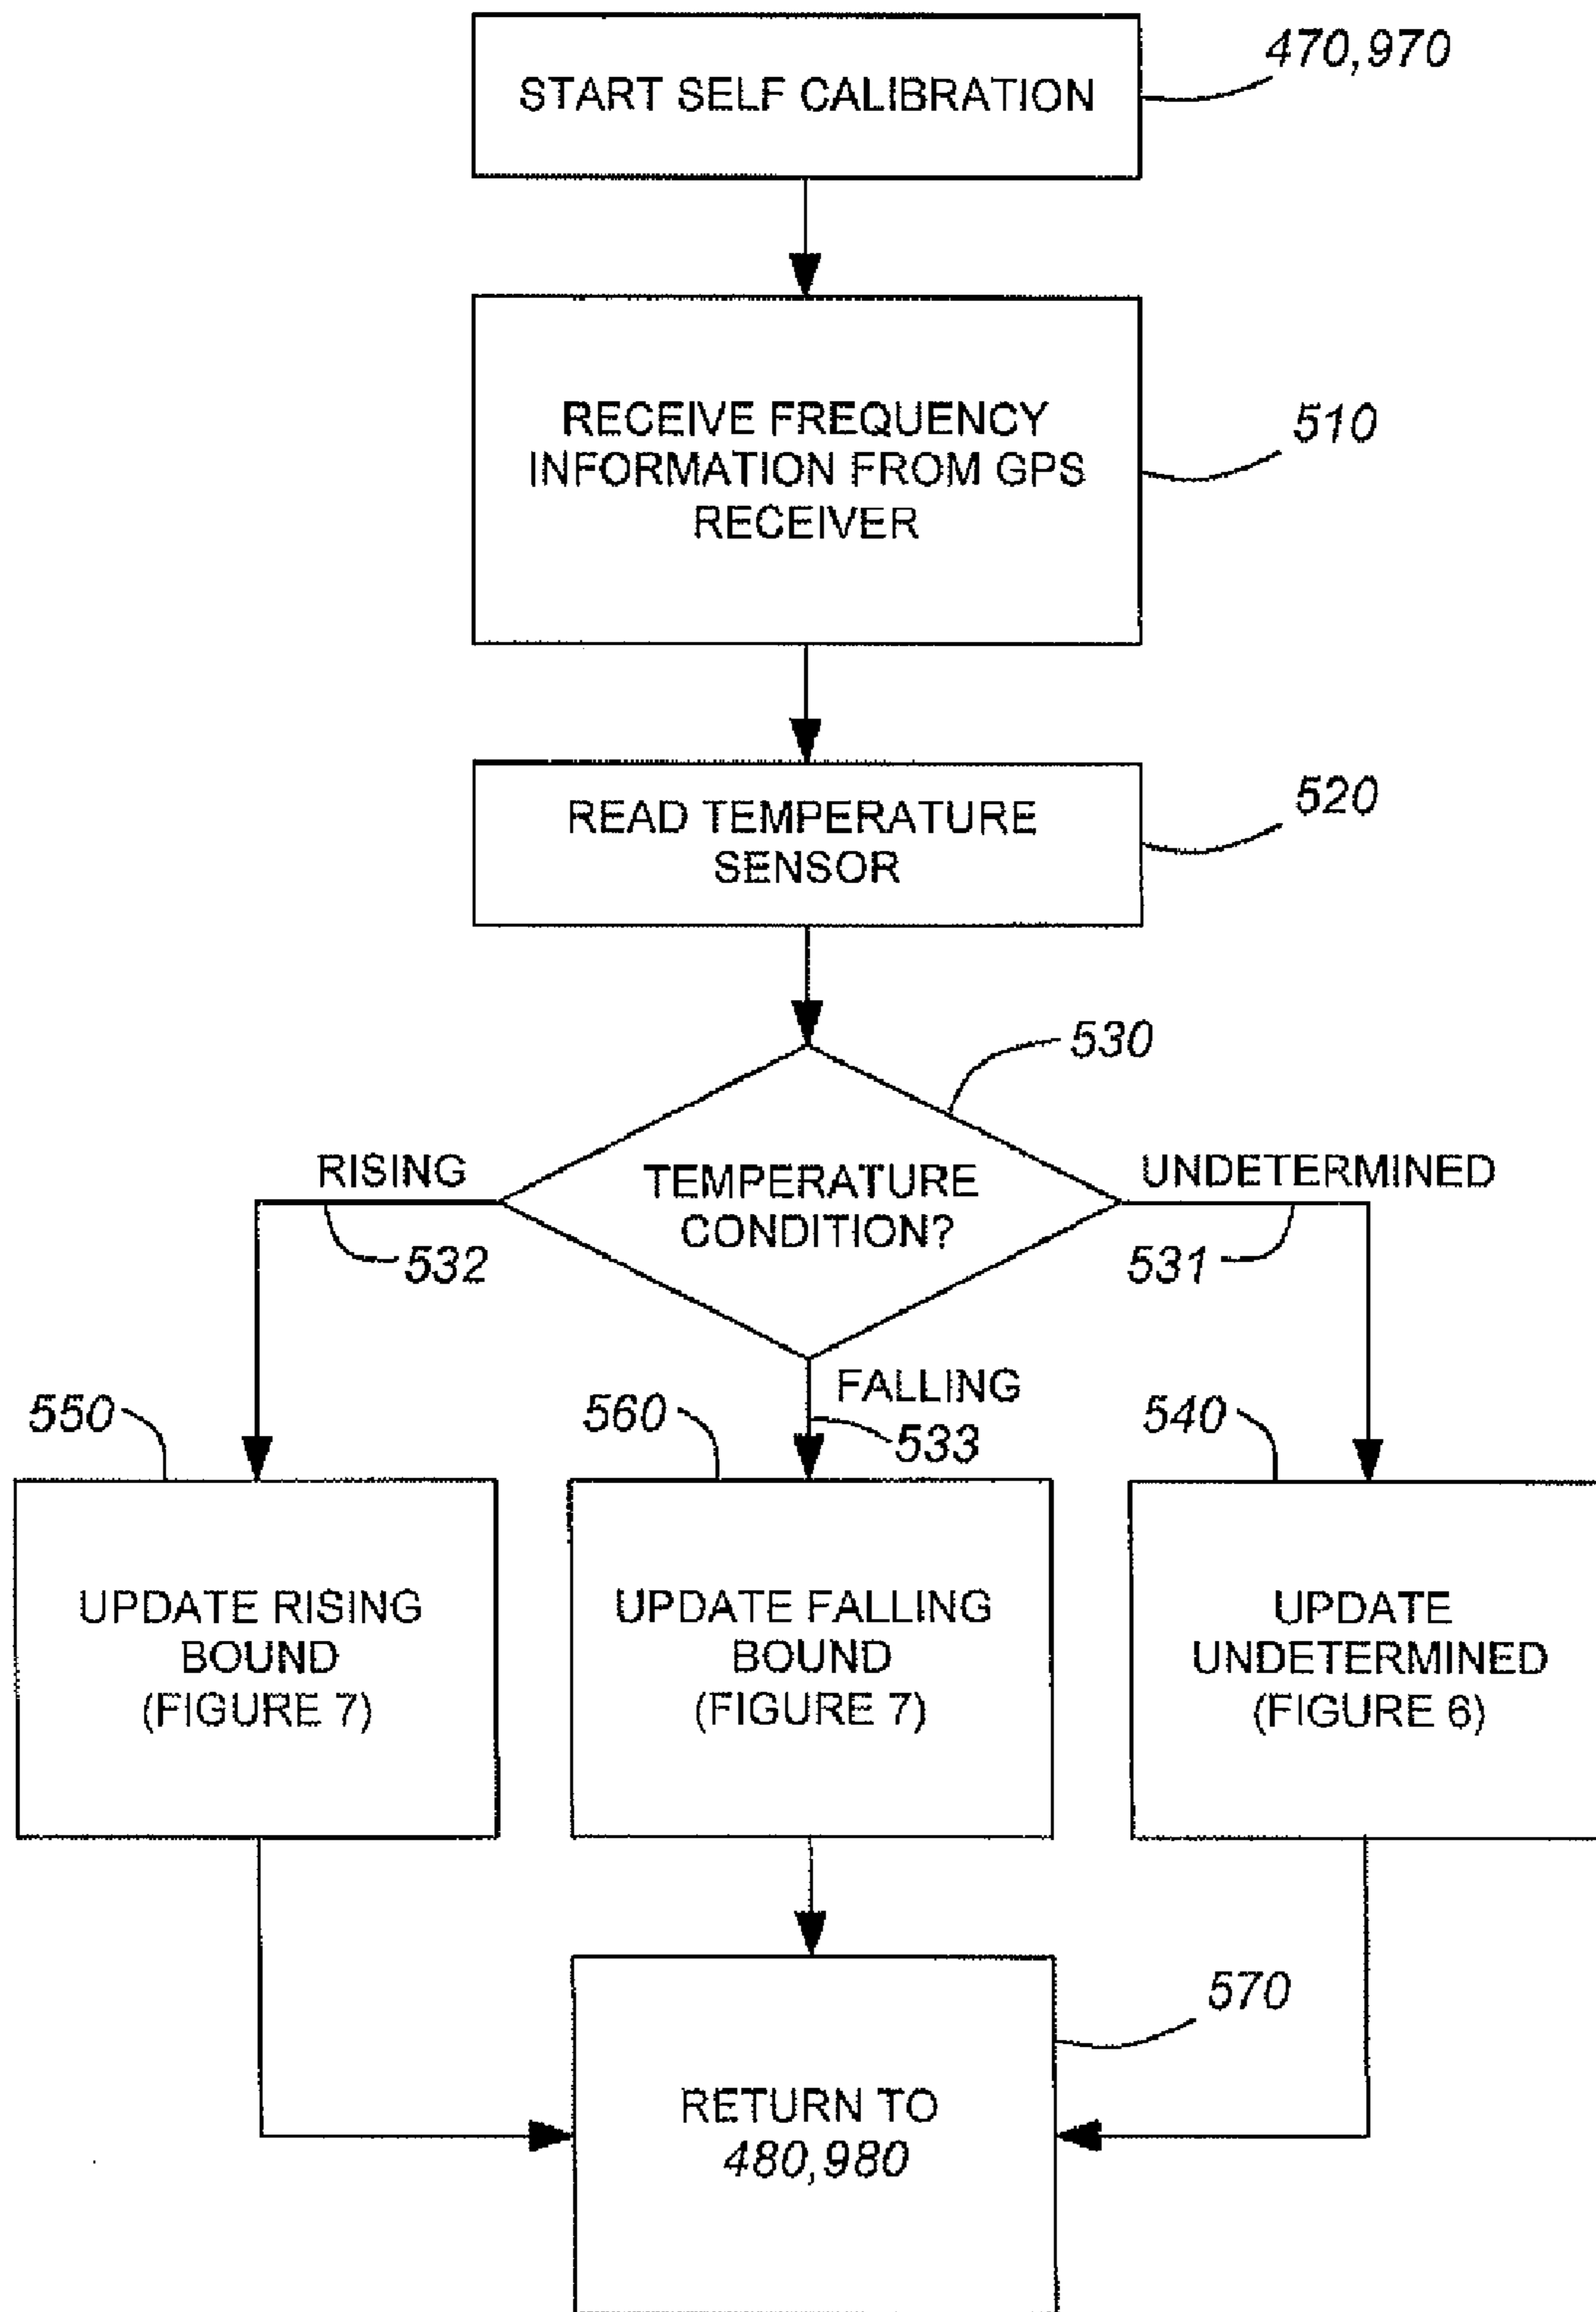 470,970
START SELF CALIBRATION
RECEIVE FREQUENCY
INFORMATION FROM GPS
RECEIVER
510
READ TEMPERATURE
SENSOR
520
530
RISING
TEMPERATURE
CONDITION?
UNDETERMINED
532
531
FALLING
533
550
560
540
UPDATE RISING
BOUND
(FIGURE 7)
UPDATE FALLING
BOUND
(FIGURE 7)
UPDATE
UNDETERMINED
(FIGURE 6)
570
RETURN TO
480,980